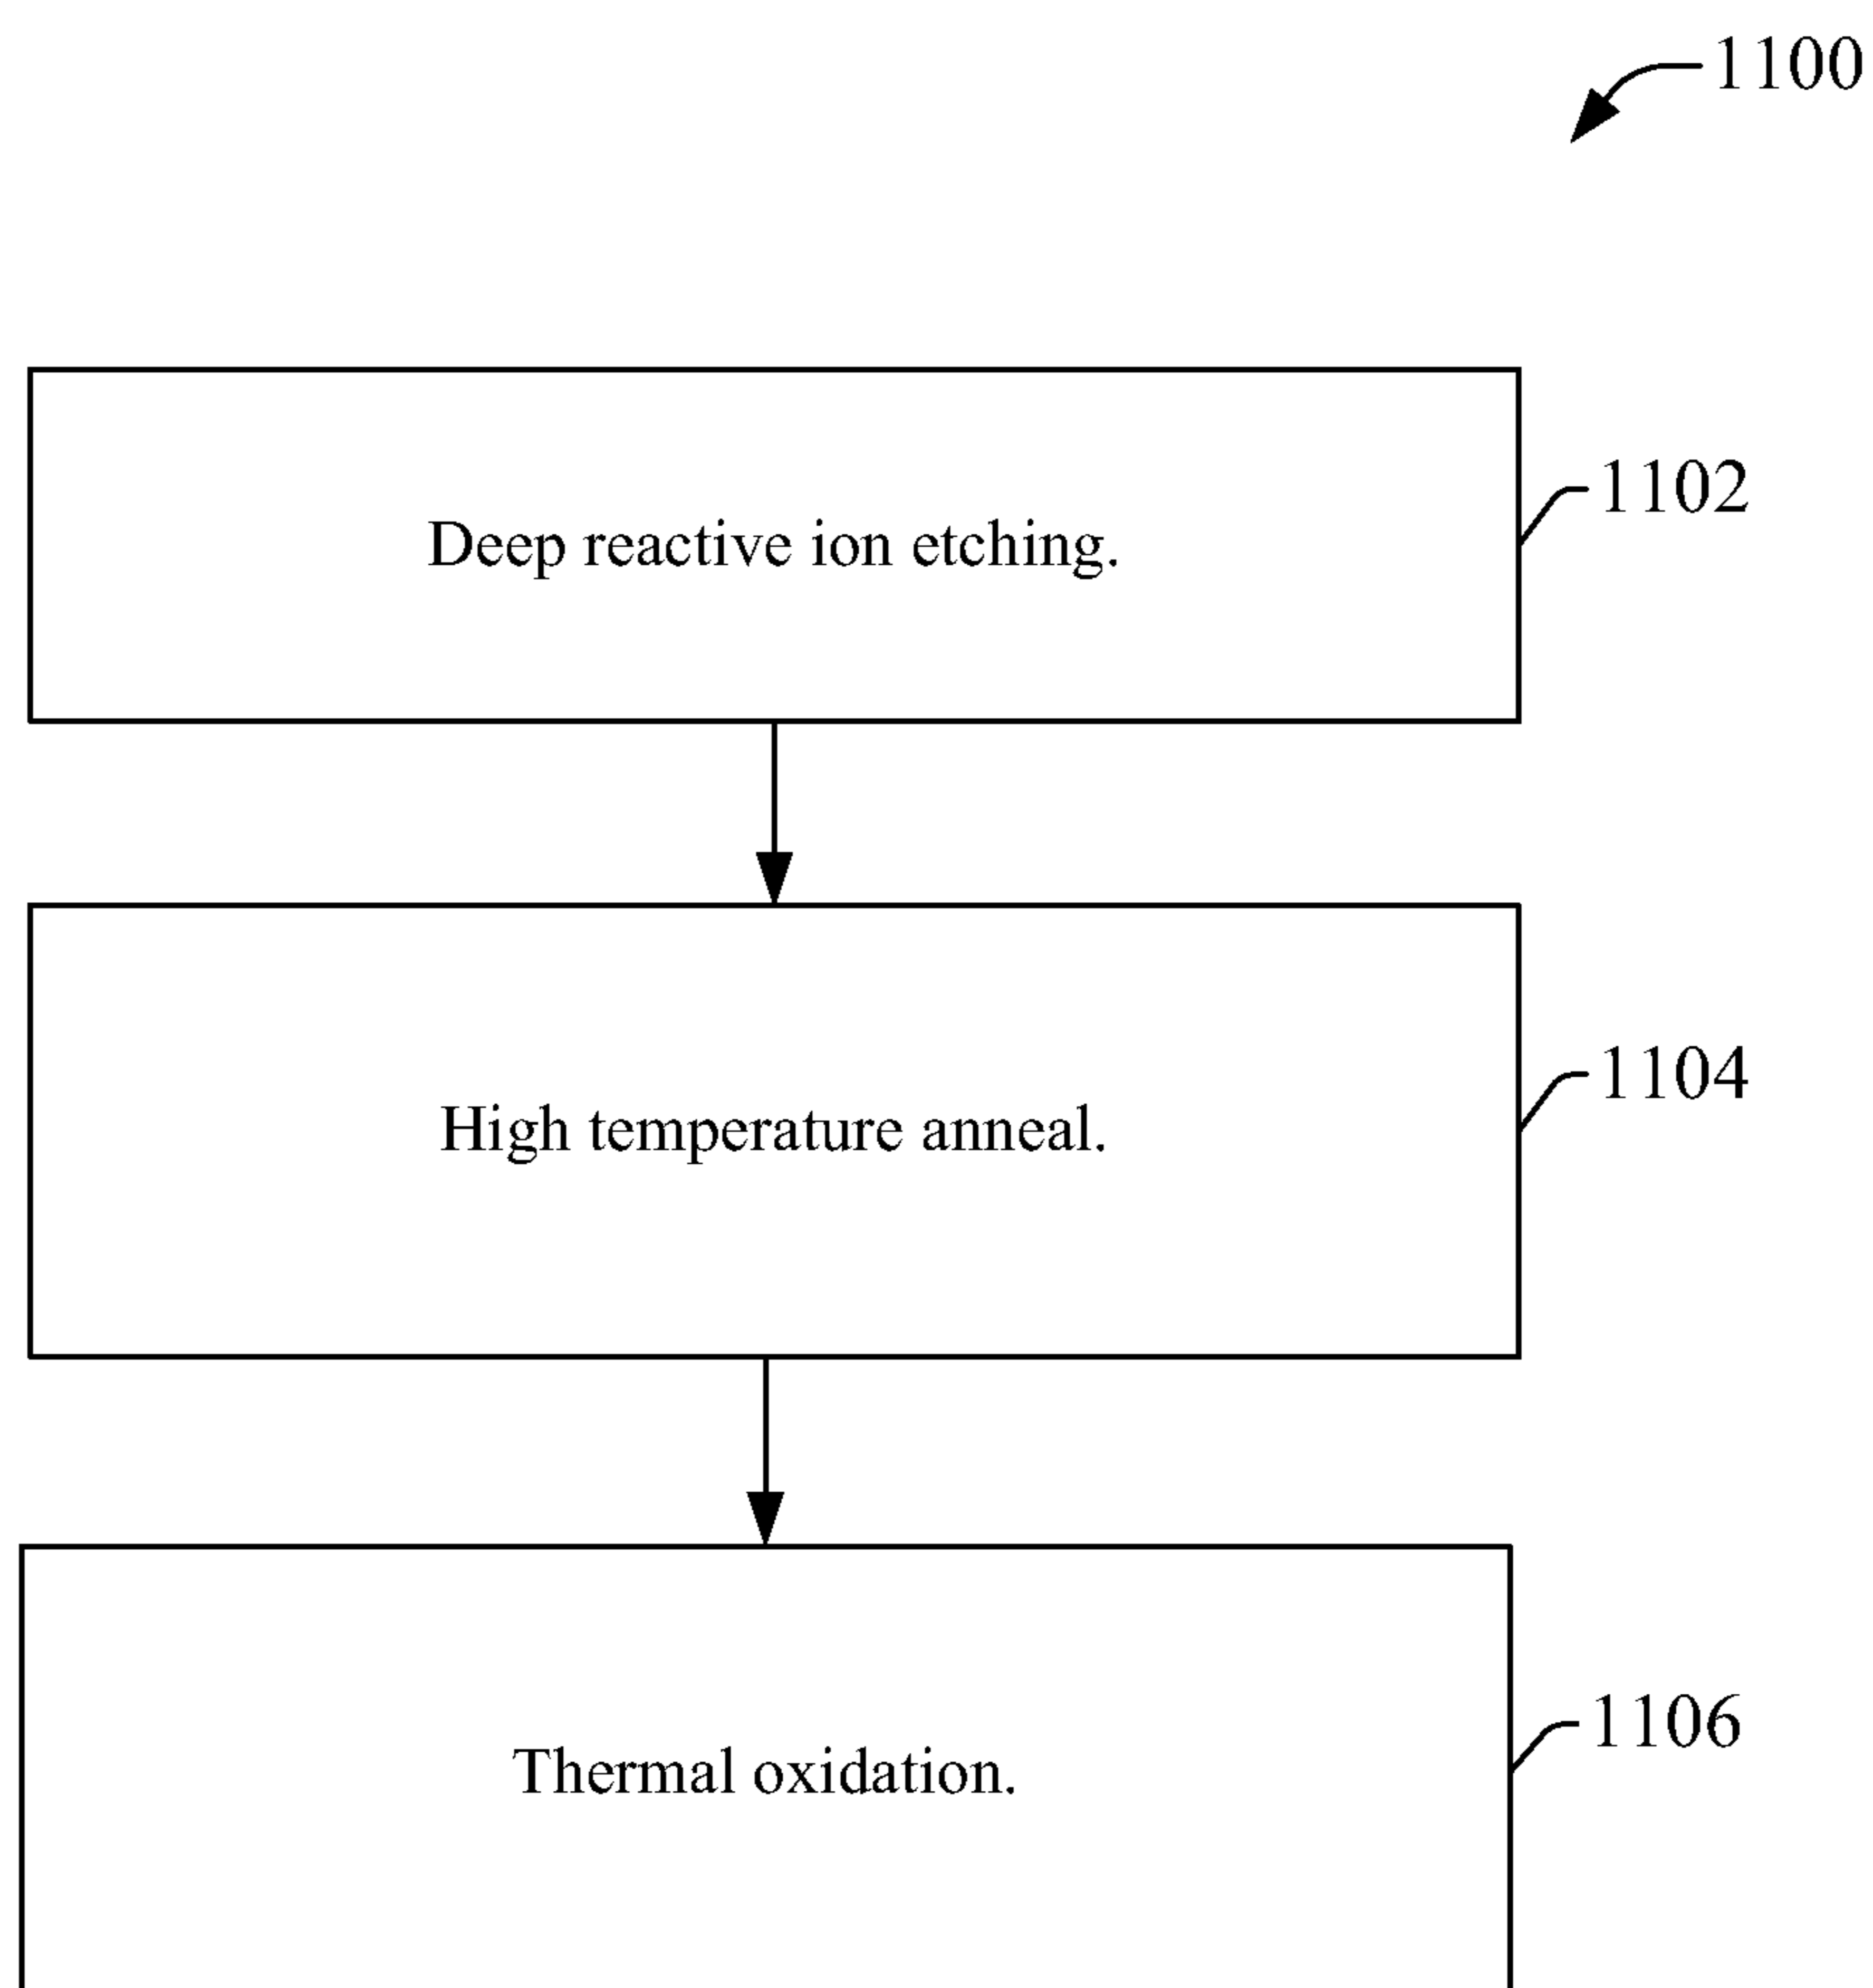 1100
Deep reactive ion etching.
1102
High temperature anneal.
1104
Thermal oxidation.
1106